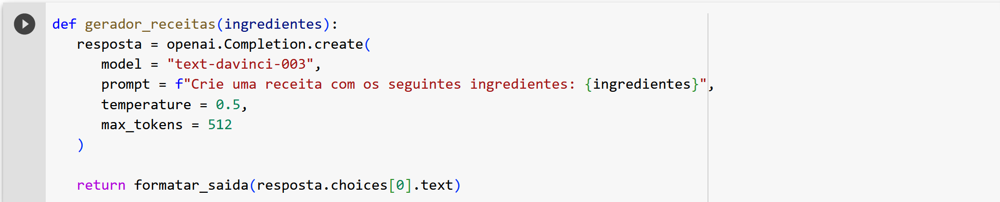 def gerador_receitas(ingredientes):
   resposta = openai.Completion.create(
      model = "text-davinci-003",
      prompt = f"Crie uma receita com os seguintes ingredientes: {ingredientes}",
      temperature = 0.5,
      max_tokens = 512
   )

   return formatar_saida(resposta.choices[0].text)